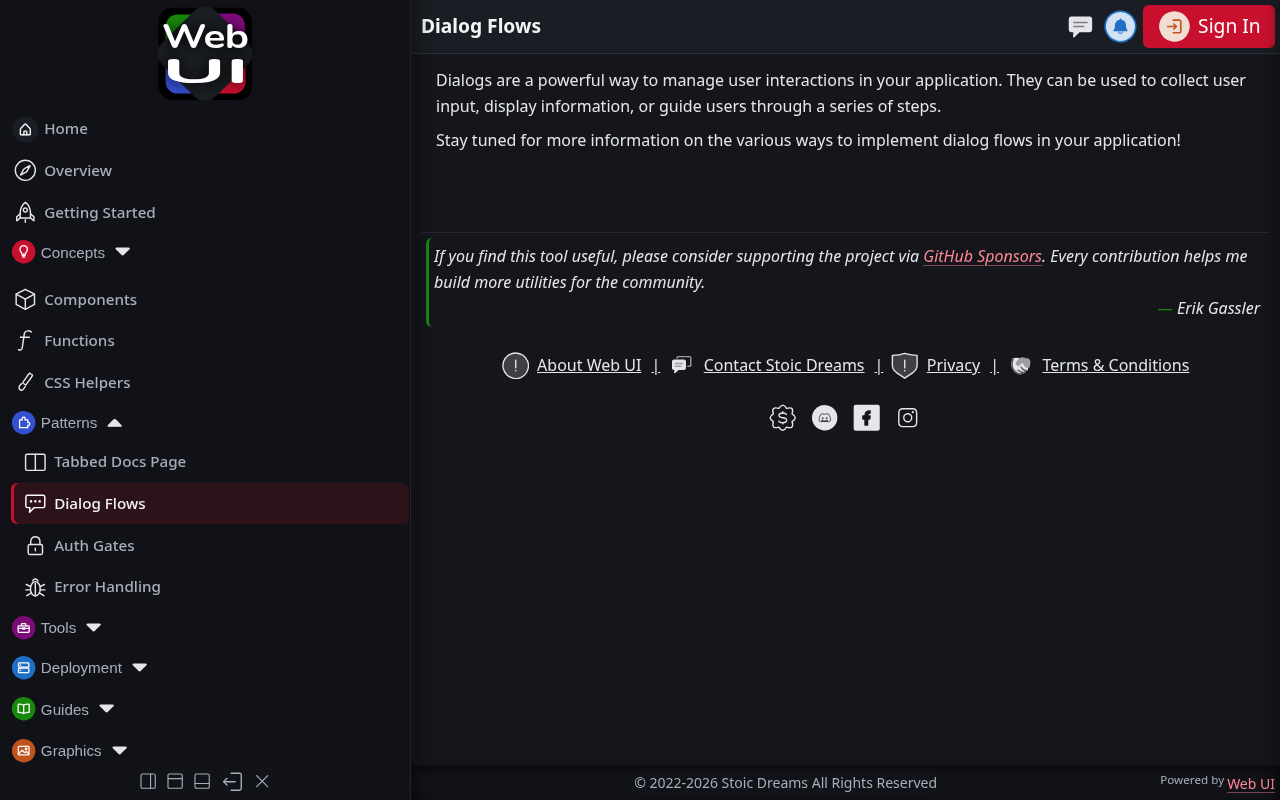 Web
UI
Home
Overview
Getting Started
Concepts
Components
Functions
CSS Helpers
Patterns
Tabbed Docs Page
Dialog Flows
Auth Gates
Error Handling
Tools
Deployment
Guides
Graphics
Dialog Flows
Sign In
Dialogs are a powerful way to manage user interactions in your application. They can be used to collect user
input, display information, or guide users through a series of steps.
Stay tuned for more information on the various ways to implement dialog flows in your application!
If you find this tool useful, please consider supporting the project via GitHub Sponsors. Every contribution helps me
build more utilities for the community.
— Erik Gassler
About Web UI | Contact Stoic Dreams | Privacy | Terms & Conditions
© 2022-2026 Stoic Dreams All Rights Reserved
Powered by Web UI